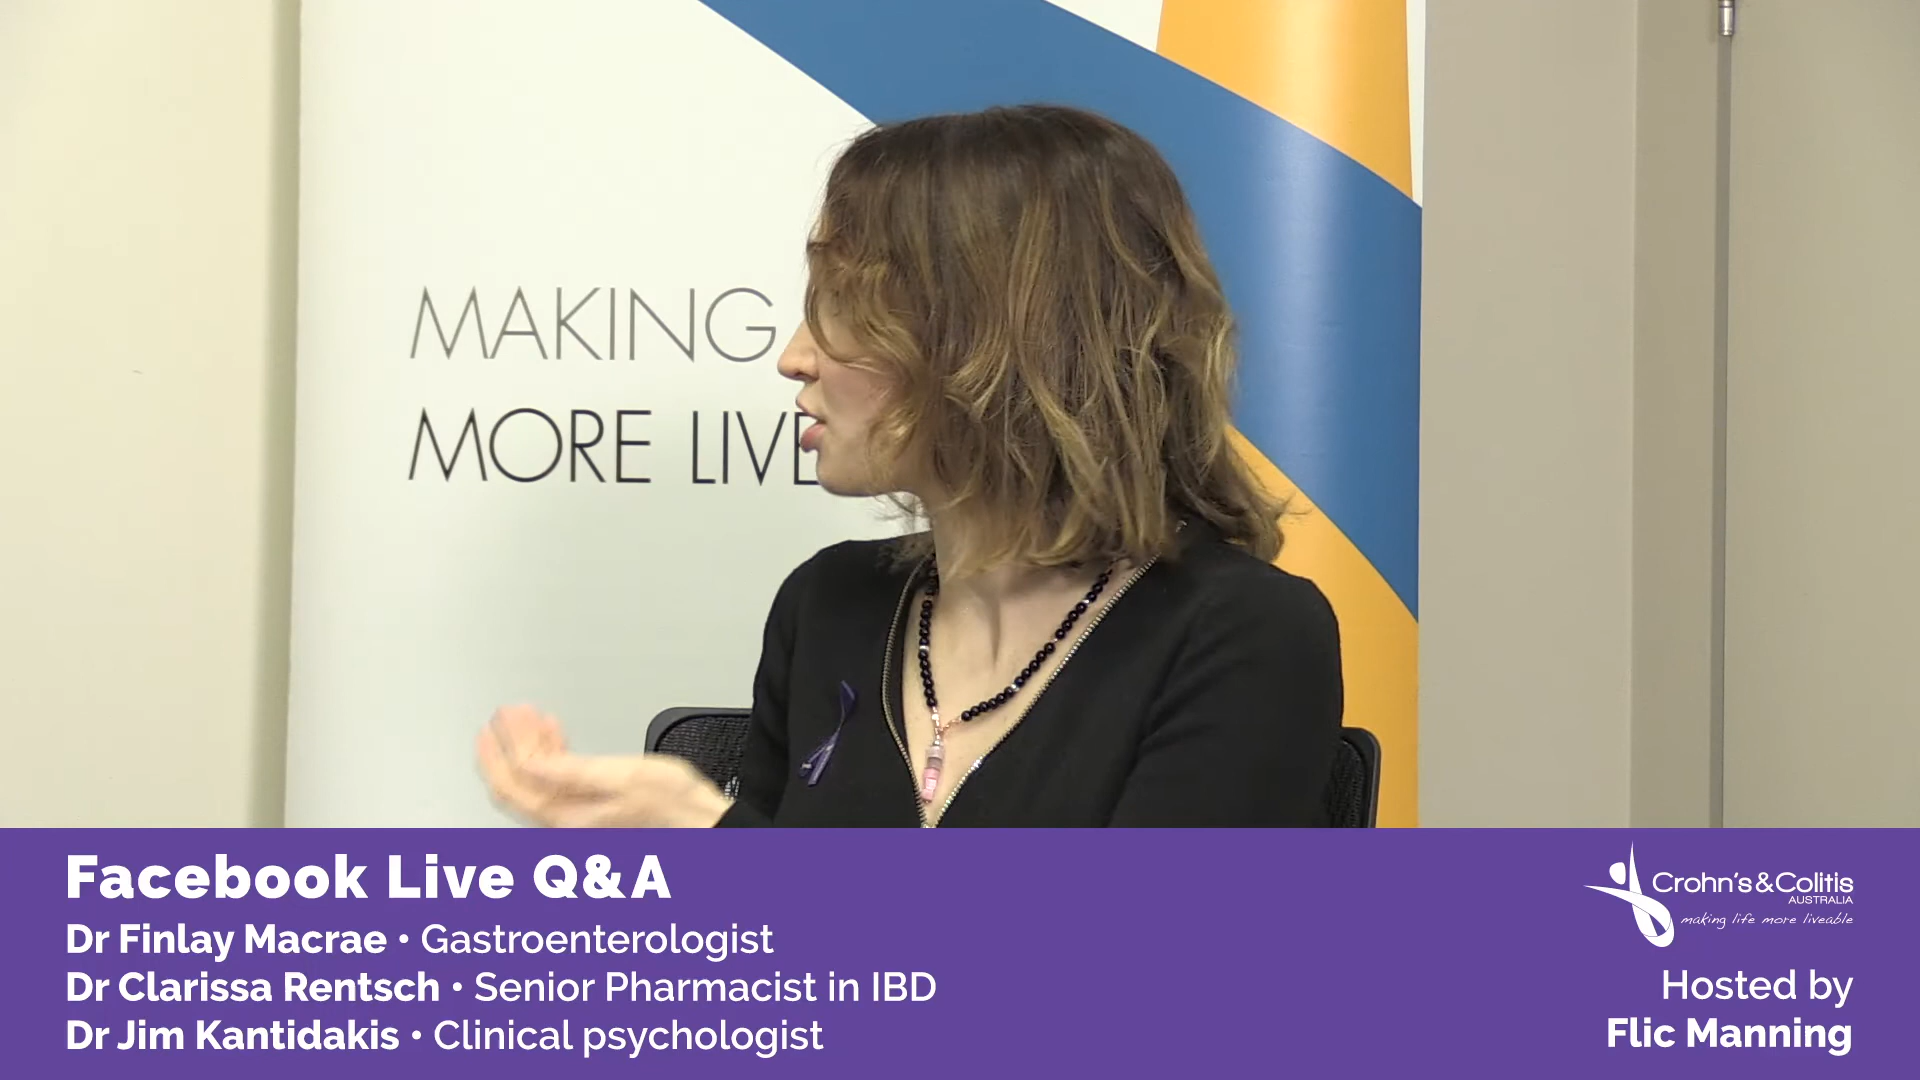 MAKING
MORE LIVE
Facebook Live Q&A
Dr Finlay Macrae • Gastroenterologist
Dr Clarissa Rentsch • Senior Pharmacist in IBD
Dr Jim Kantidakis • Clinical psychologist
Crohn's & Colitis
AUSTRALIA
making life more liveable
Hosted by
Flic Manning